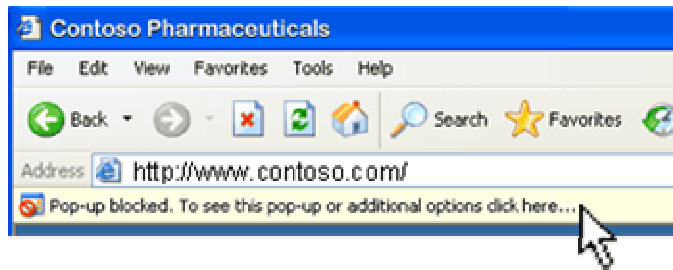 Contoso Pharmaceuticals
File Edit View Favorites Tools Help
Back Search Favorites
Address http://www.contoso.com/
Pop-up blocked. To see this pop-up or additional options click here...